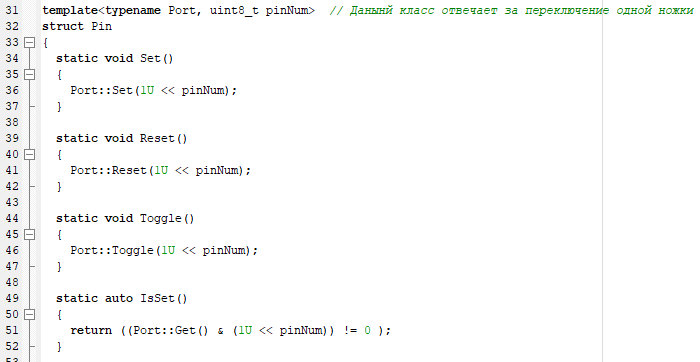 31 template<typename Port, uint8_t pinNum>  // Данынй класс отвечает за переключение одной ножки
32 struct Pin
33 {
34   static void Set()
35   {
36     Port::Set(1U << pinNum);
37   }
38
39   static void Reset()
40   {
41     Port::Reset(1U << pinNum);
42   }
43
44   static void Toggle()
45   {
46     Port::Toggle(1U << pinNum);
47   }
48
49   static auto IsSet()
50   {
51     return ((Port::Get() & (1U << pinNum)) != 0 );
52   }